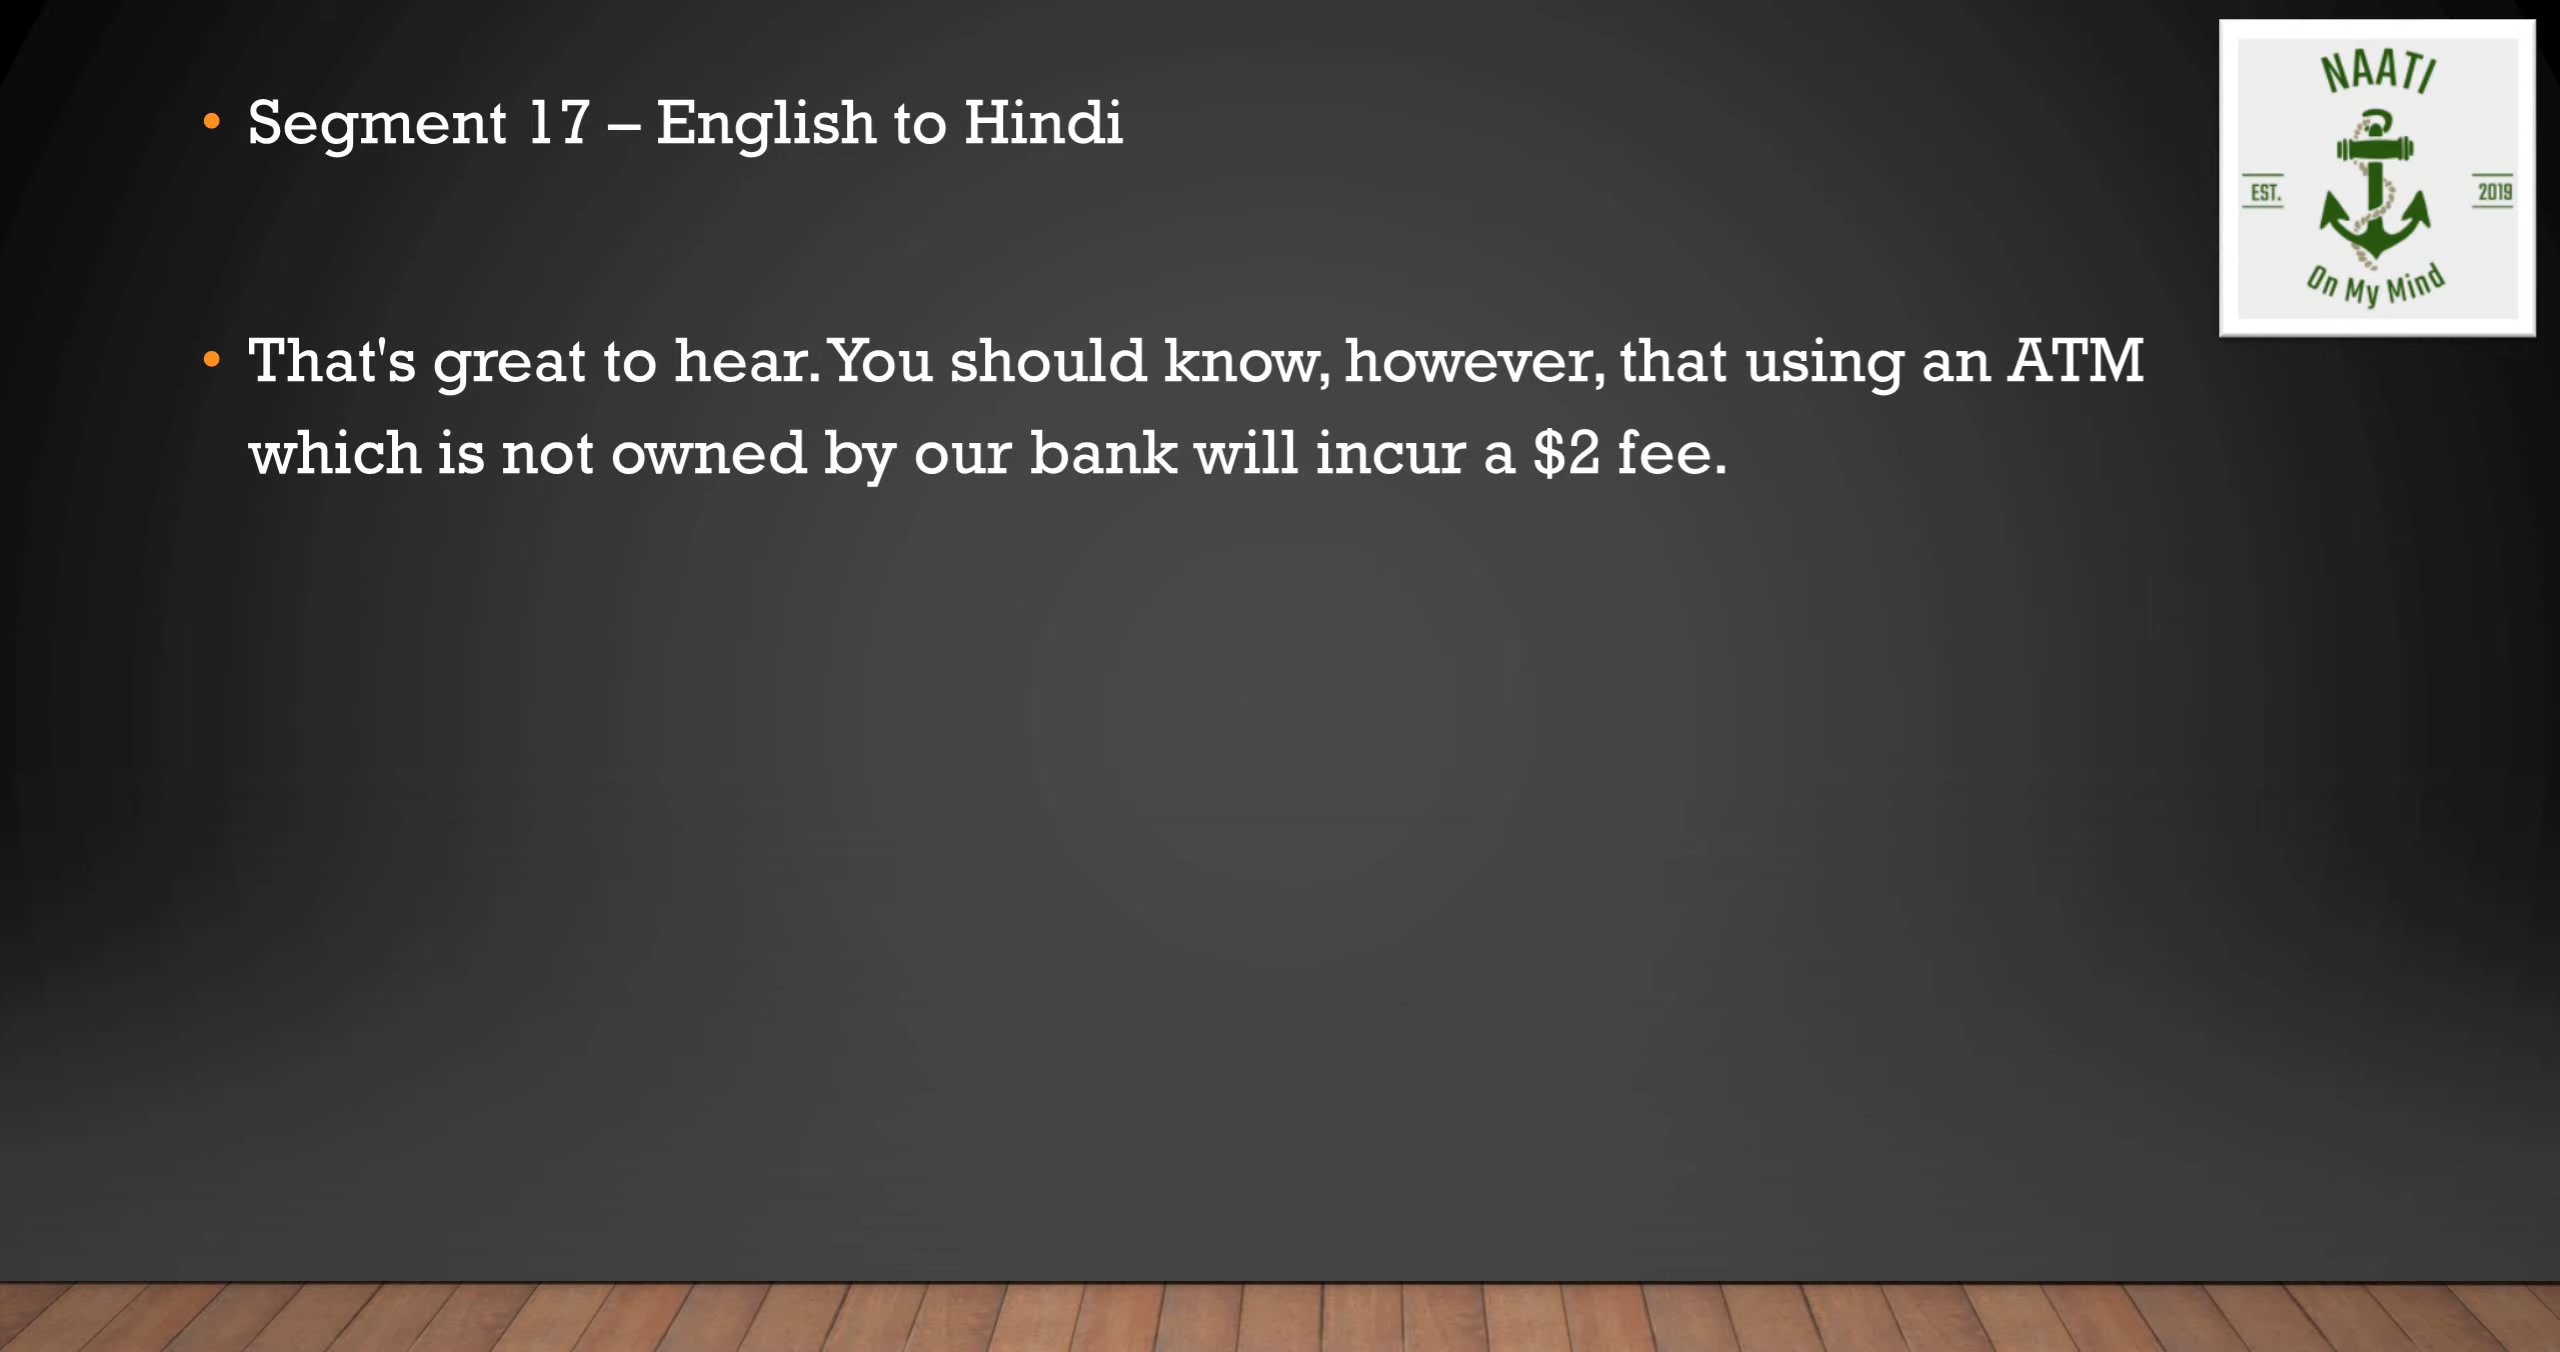 Segment 17 – English to Hindi
That's great to hear. You should know, however, that using an ATM
which is not owned by our bank will incur a $2 fee.
NAATI
EST. 2019
On My Mind